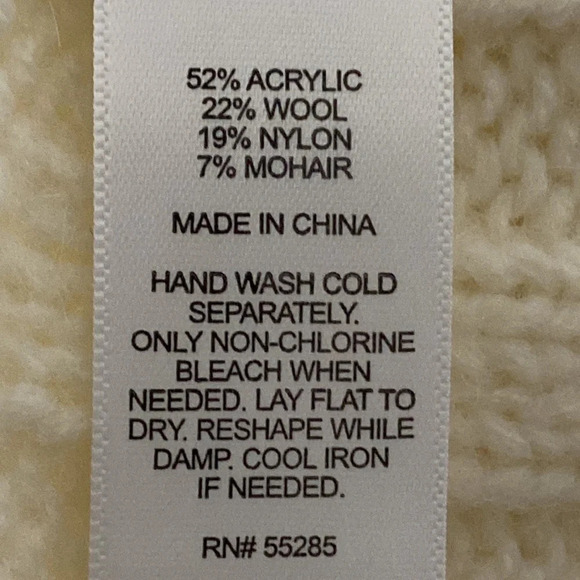 52% ACRYLIC
22% WOOL
19% NYLON
7% MOHAIR
MADE IN CHINA
HAND WASH COLD
SEPARATELY.
ONLY NON-CHLORINE
BLEACH WHEN
NEEDED. LAY FLAT TO
DRY. RESHAPE WHILE
DAMP. COOL IRON
IF NEEDED.
RN# 55285